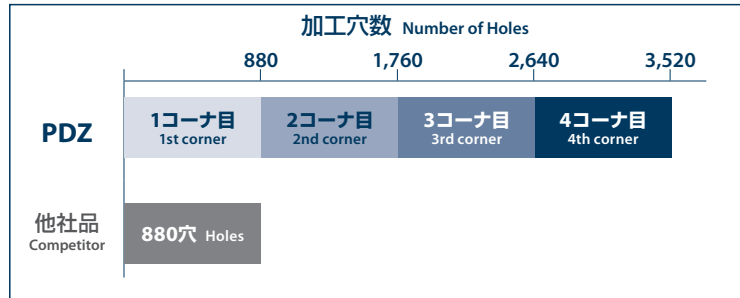 加工穴数 Number of Holes
880 1,760 2,640 3,520
PDZ
1コーナ目
1st corner
2コーナ目
2nd corner
3コーナ目
3rd corner
4コーナ目
4th corner
他社品
Competitor
880穴 Holes